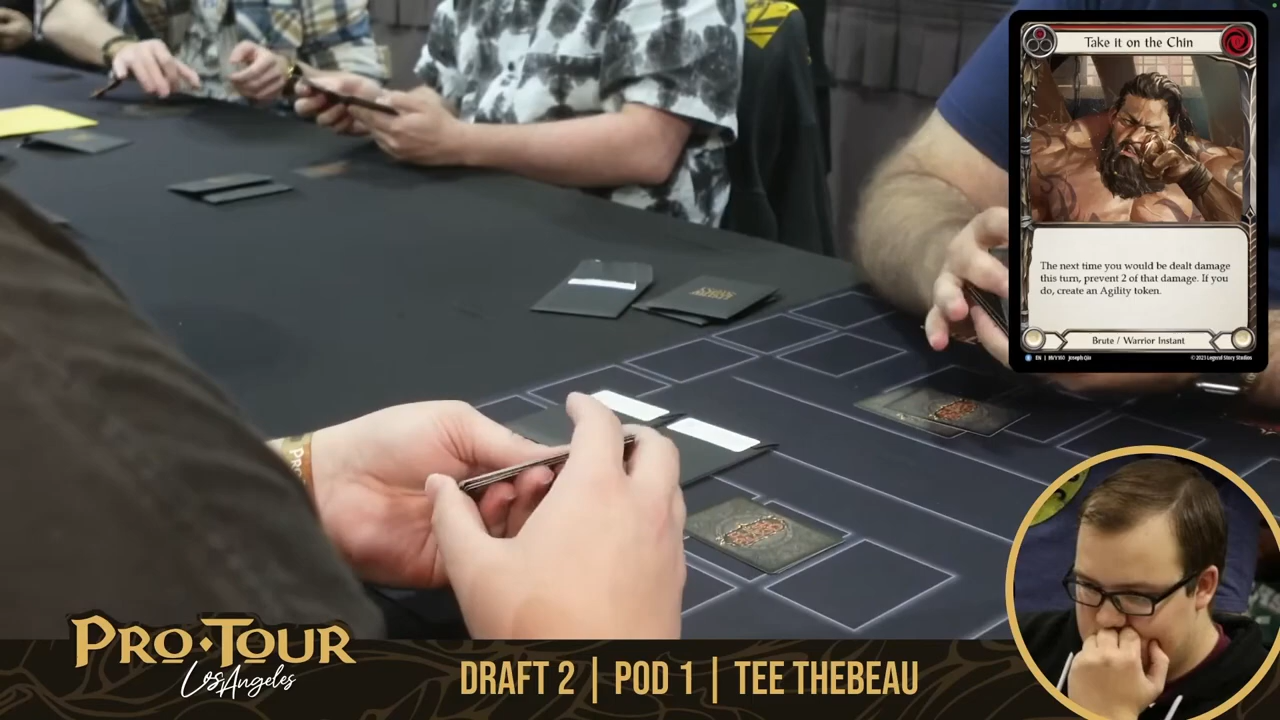 Take it on the Chin
The next time you would be dealt damage
this turn, prevent 2 of that damage. If you
do, create an Agility token.
Brute / Warrior Instant
PRO TOUR
Los Angeles
DRAFT 2 | POD 1 | TEE THEBEAU